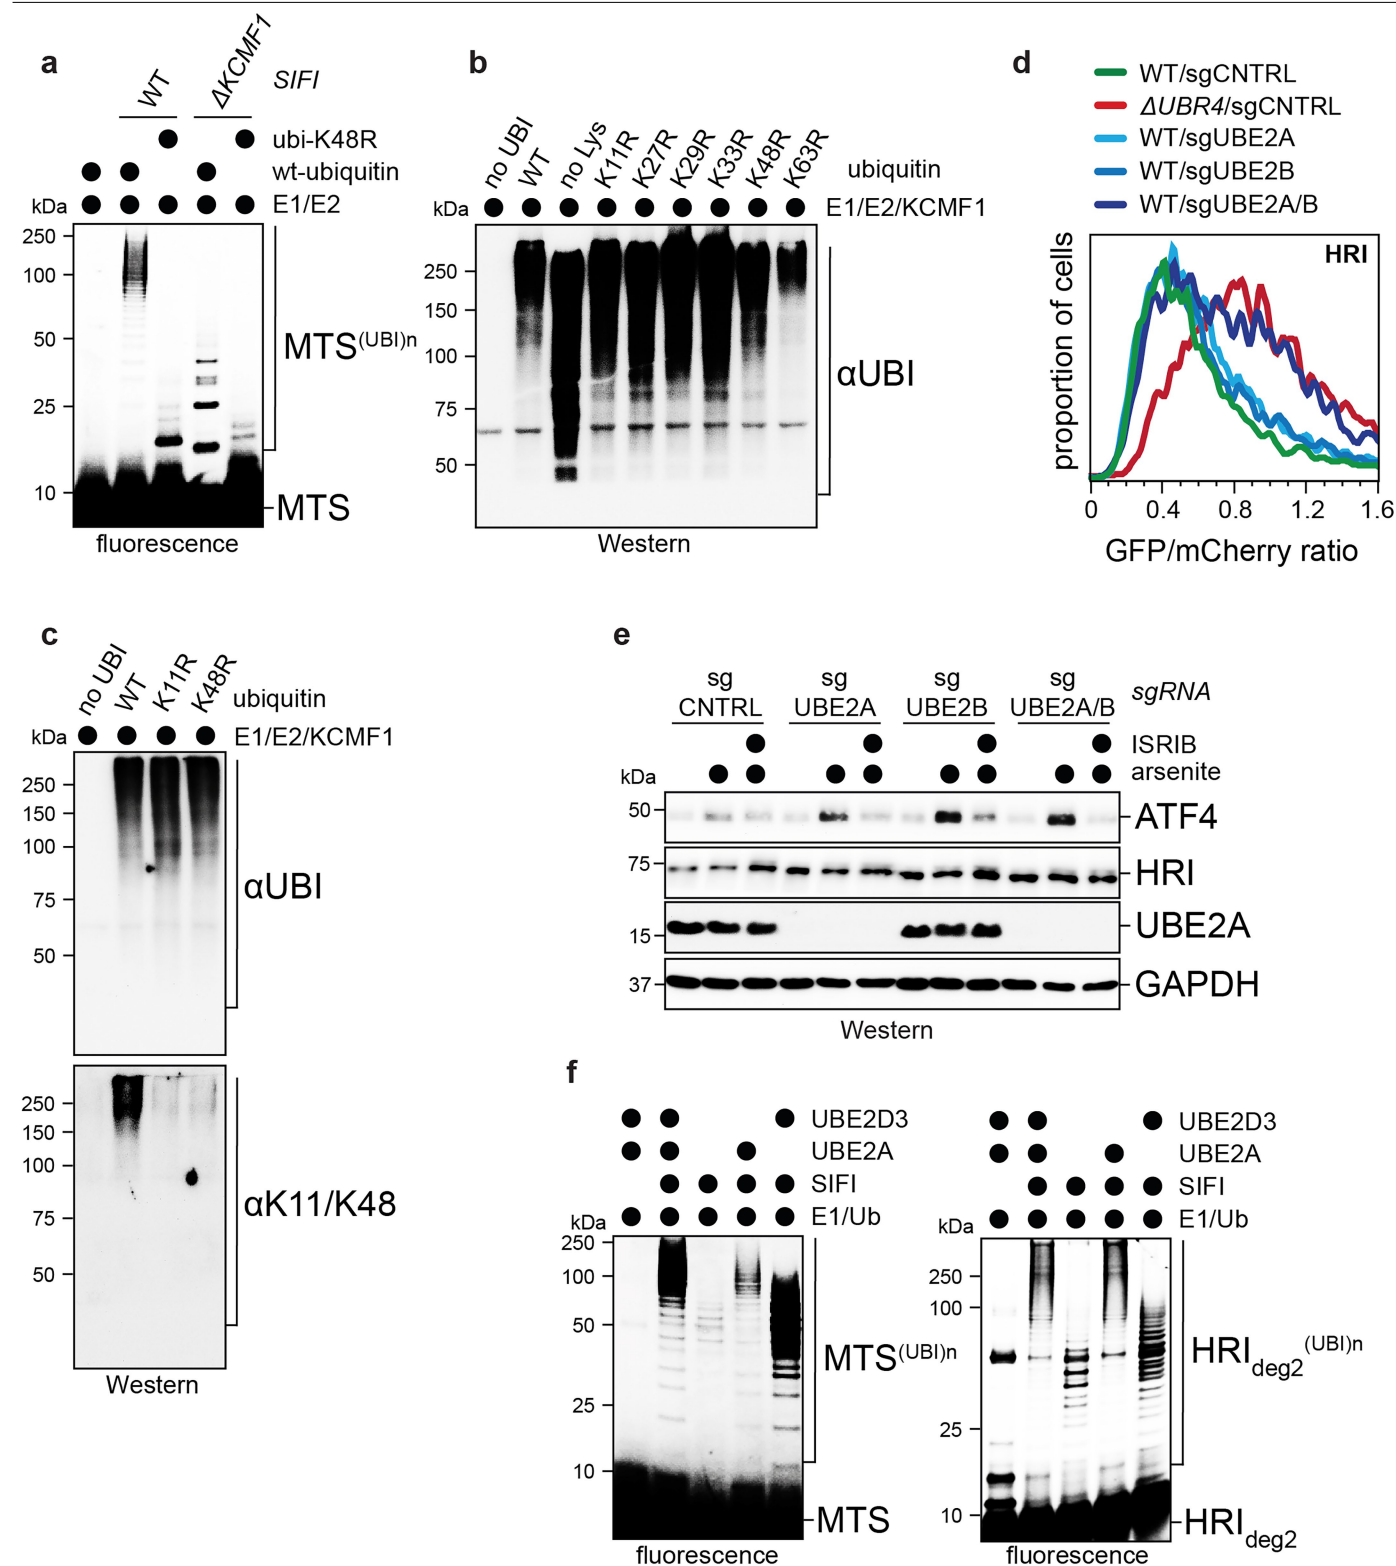 a
WT
ΔKCMF1
SIFI
ubi-K48R
wt-ubiquitin
kDa
E1/E2
250
100
50
25
10
MTS(UBI)n
MTS
fluorescence
b
no UBI
WT
no Lys
K11R
K27R
K29R
K33R
K48R
K63R
ubiquitin
kDa
E1/E2/KCMF1
250
150
100
75
50
αUBI
Western
d
WT/sgCNTRL
ΔUBR4/sgCNTRL
WT/sgUBE2A
WT/sgUBE2B
WT/sgUBE2A/B
HRI
proportion of cells
0 0.4 0.8 1.2 1.6
GFP/mCherry ratio
c
no UBI
WT
K11R
K48R
ubiquitin
kDa
E1/E2/KCMF1
250
150
100
75
50
αUBI
250
150
100
75
50
αK11/K48
Western
e
sg CNTRL
sg UBE2A
sg UBE2B
sg UBE2A/B
sgRNA
ISRIB
kDa
arsenite
50
ATF4
75
HRI
15
UBE2A
37
GAPDH
Western
f
UBE2D3
UBE2A
SIFI
kDa
E1/Ub
250
100
50
25
10
MTS(UBI)n
MTS
fluorescence
UBE2D3
UBE2A
SIFI
kDa
E1/Ub
250
100
25
10
HRIdeg2(UBI)n
HRIdeg2
fluorescence